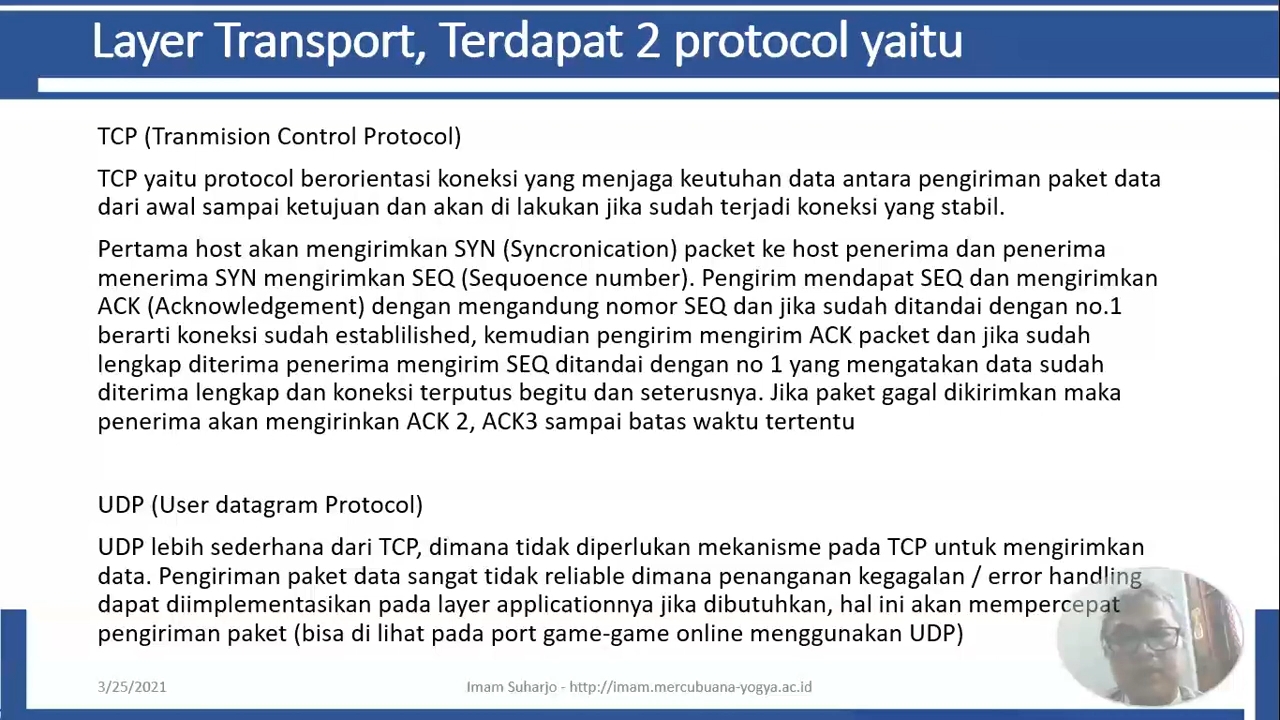 Layer Transport, Terdapat 2 protocol yaitu
TCP (Tranmision Control Protocol)
TCP yaitu protocol berorientasi koneksi yang menjaga keutuhan data antara pengiriman paket data
dari awal sampai ketujuan dan akan di lakukan jika sudah terjadi koneksi yang stabil.
Pertama host akan mengirimkan SYN (Syncronication) packet ke host penerima dan penerima
menerima SYN mengirimkan SEQ (Sequoence number). Pengirim mendapat SEQ dan mengirimkan
ACK (Acknowledgement) dengan mengandung nomor SEQ dan jika sudah ditandai dengan no.1
berarti koneksi sudah establilished, kemudian pengirim mengirim ACK packet dan jika sudah
lengkap diterima penerima mengirim SEQ ditandai dengan no 1 yang mengatakan data sudah
diterima lengkap dan koneksi terputus begitu dan seterusnya. Jika paket gagal dikirimkan maka
penerima akan mengirinkan ACK 2, ACK3 sampai batas waktu tertentu
UDP (User datagram Protocol)
UDP lebih sederhana dari TCP, dimana tidak diperlukan mekanisme pada TCP untuk mengirimkan
data. Pengiriman paket data sangat tidak reliable dimana penanganan kegagalan / error handling
dapat diimplementasikan pada layer applicationnya jika dibutuhkan, hal ini akan mempercepat
pengiriman paket (bisa di lihat pada port game-game online menggunakan UDP)
3/25/2021
Imam Suharjo - http://imam.mercubuana-yogya.ac.id